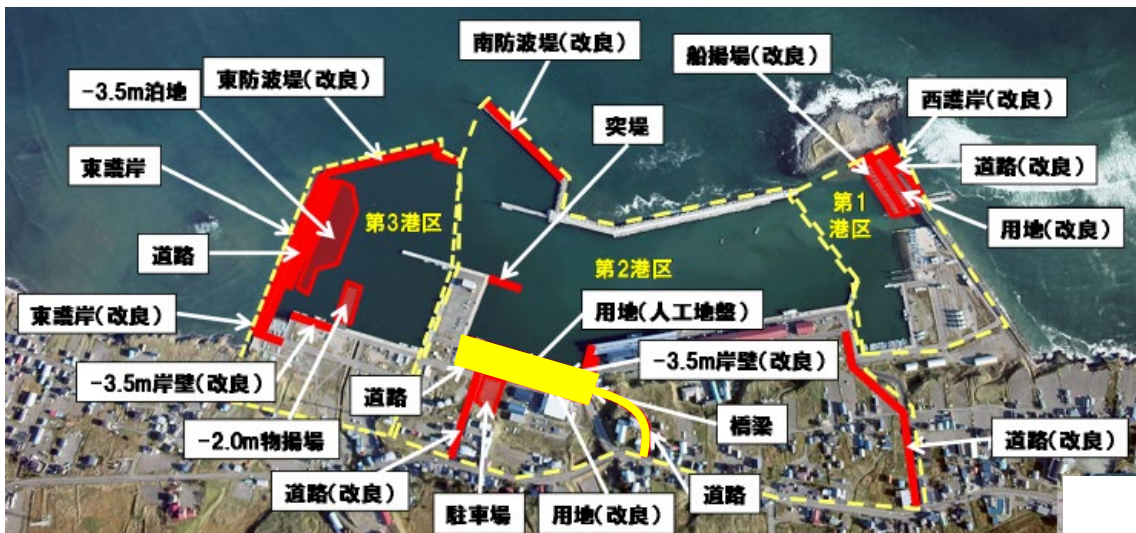 南防波堤(改良)
船揚場(改良)
東防波堤(改良)
-3.5m泊地
西護岸(改良)
突堤
東護岸
道路(改良)
第3港区
第1
港区
道路
用地(改良)
第2港区
用地(人工地盤)
東護岸(改良)
-3.5m岸壁(改良)
-3.5m岸壁(改良)
道路
橋梁
-2.0m物揚場
道路(改良)
道路(改良)
駐車場
用地(改良)
道路